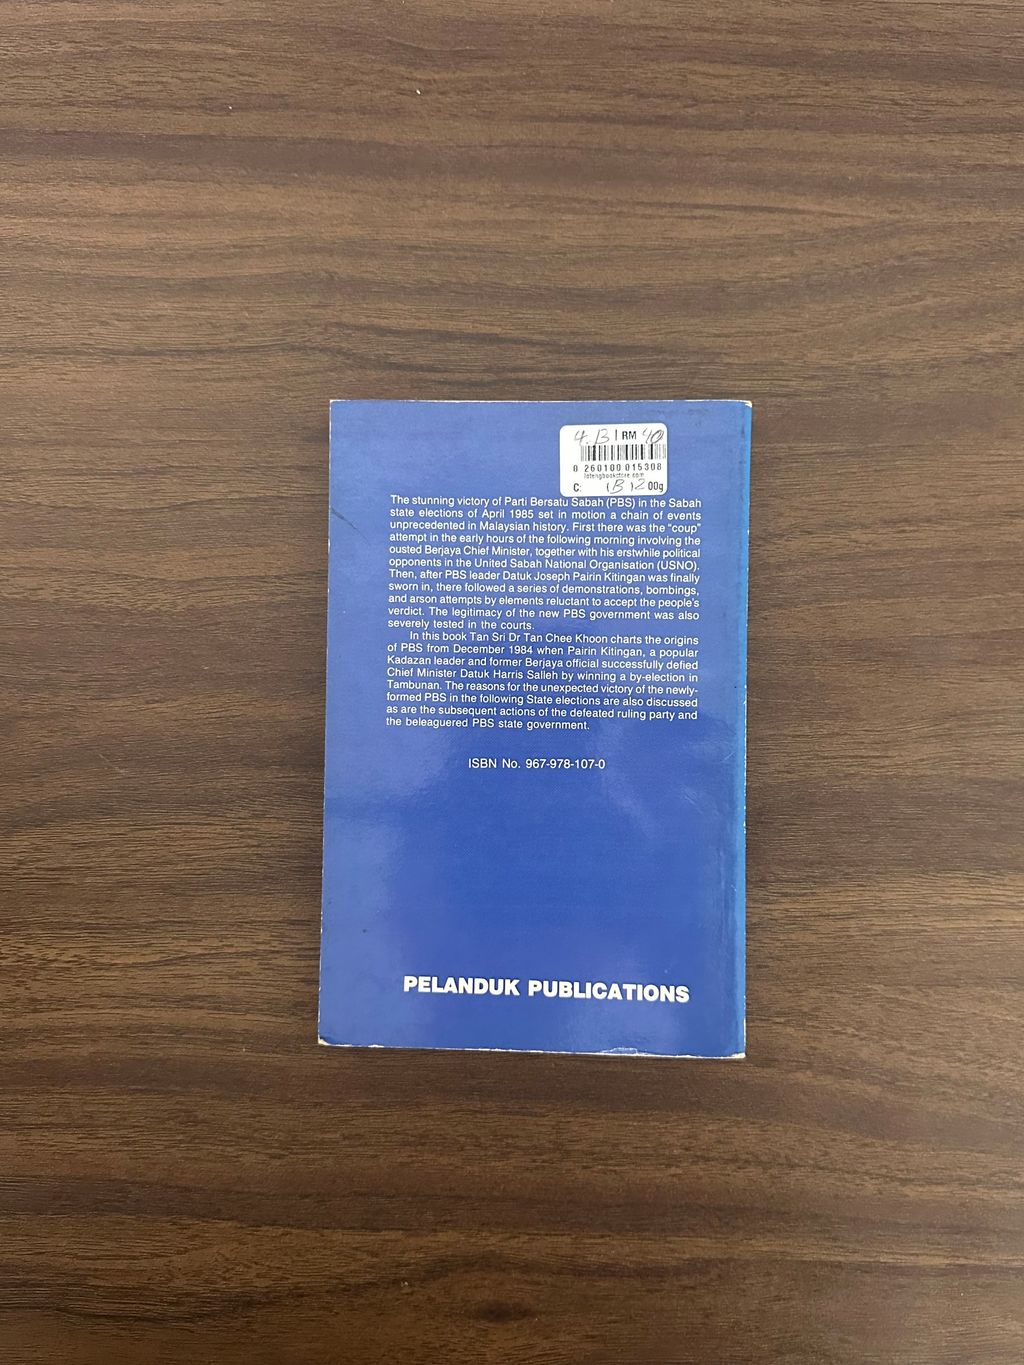 4.B | RM 40
0 260100 015308
C: (B)200g
The stunning victory of Parti Bersatu Sabah (PBS) in the Sabah
state elections of April 1985 set in motion a chain of events
unprecedented in Malaysian history. First there was the "coup"
attempt in the early hours of the following morning involving the
ousted Berjaya Chief Minister, together with his erstwhile political
opponents in the United Sabah National Organisation (USNO).
Then, after PBS leader Datuk Joseph Pairin Kitingan was finally
sworn in, there followed a series of demonstrations, bombings,
and arson attempts by elements reluctant to accept the people's
verdict. The legitimacy of the new PBS government was also
severely tested in the courts.
In this book Tan Sri Dr Tan Chee Khoon charts the origins
of PBS from December 1984 when Pairin Kitingan, a popular
Kadazan leader and former Berjaya official successfully defied
Chief Minister Datuk Harris Salleh by winning a by-election in
Tambunan. The reasons for the unexpected victory of the newly-
formed PBS in the following State elections are also discussed
as are the subsequent actions of the defeated ruling party and
the beleaguered PBS state government.
ISBN No. 967-978-107-0
PELANDUK PUBLICATIONS